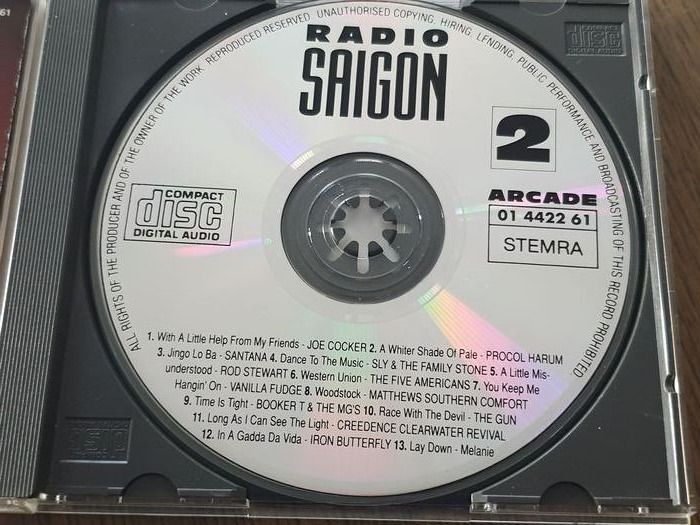 61
ALL RIGHTS OF THE PRODUCER AND OF THE OWNER OF THE WORK REPRODUCED RESERVED. UNAUTHORISED COPYING, HIRING, LENDING, PUBLIC PERFORMANCE AND BROADCASTING OF THIS RECORD PROHIBITED
RADIO
SAIGON
2
COMPACT
disc
DIGITAL AUDIO
ARCADE
01 4422 61
STEMRA
1. With A Little Help From My Friends - JOE COCKER 2. A Whiter Shade Of Pale - PROCOL HARUM
3. Jingo Lo Ba - SANTANA 4. Dance To The Music - SLY & THE FAMILY STONE 5. A Little Mis-
understood - ROD STEWART 6. Western Union - THE FIVE AMERICANS 7. You Keep Me
Hangin' On - VANILLA FUDGE 8. Woodstock - MATTHEWS SOUTHERN COMFORT
9. Time Is Tight - BOOKER T & THE MG'S 10. Race With The Devil - THE GUN
11. Long As I Can See The Light - CREEDENCE CLEARWATER REVIVAL
12. In A Gadda Da Vida - IRON BUTTERFLY 13. Lay Down - Melanie
COMPACT
disc
DIGITAL AUDIO